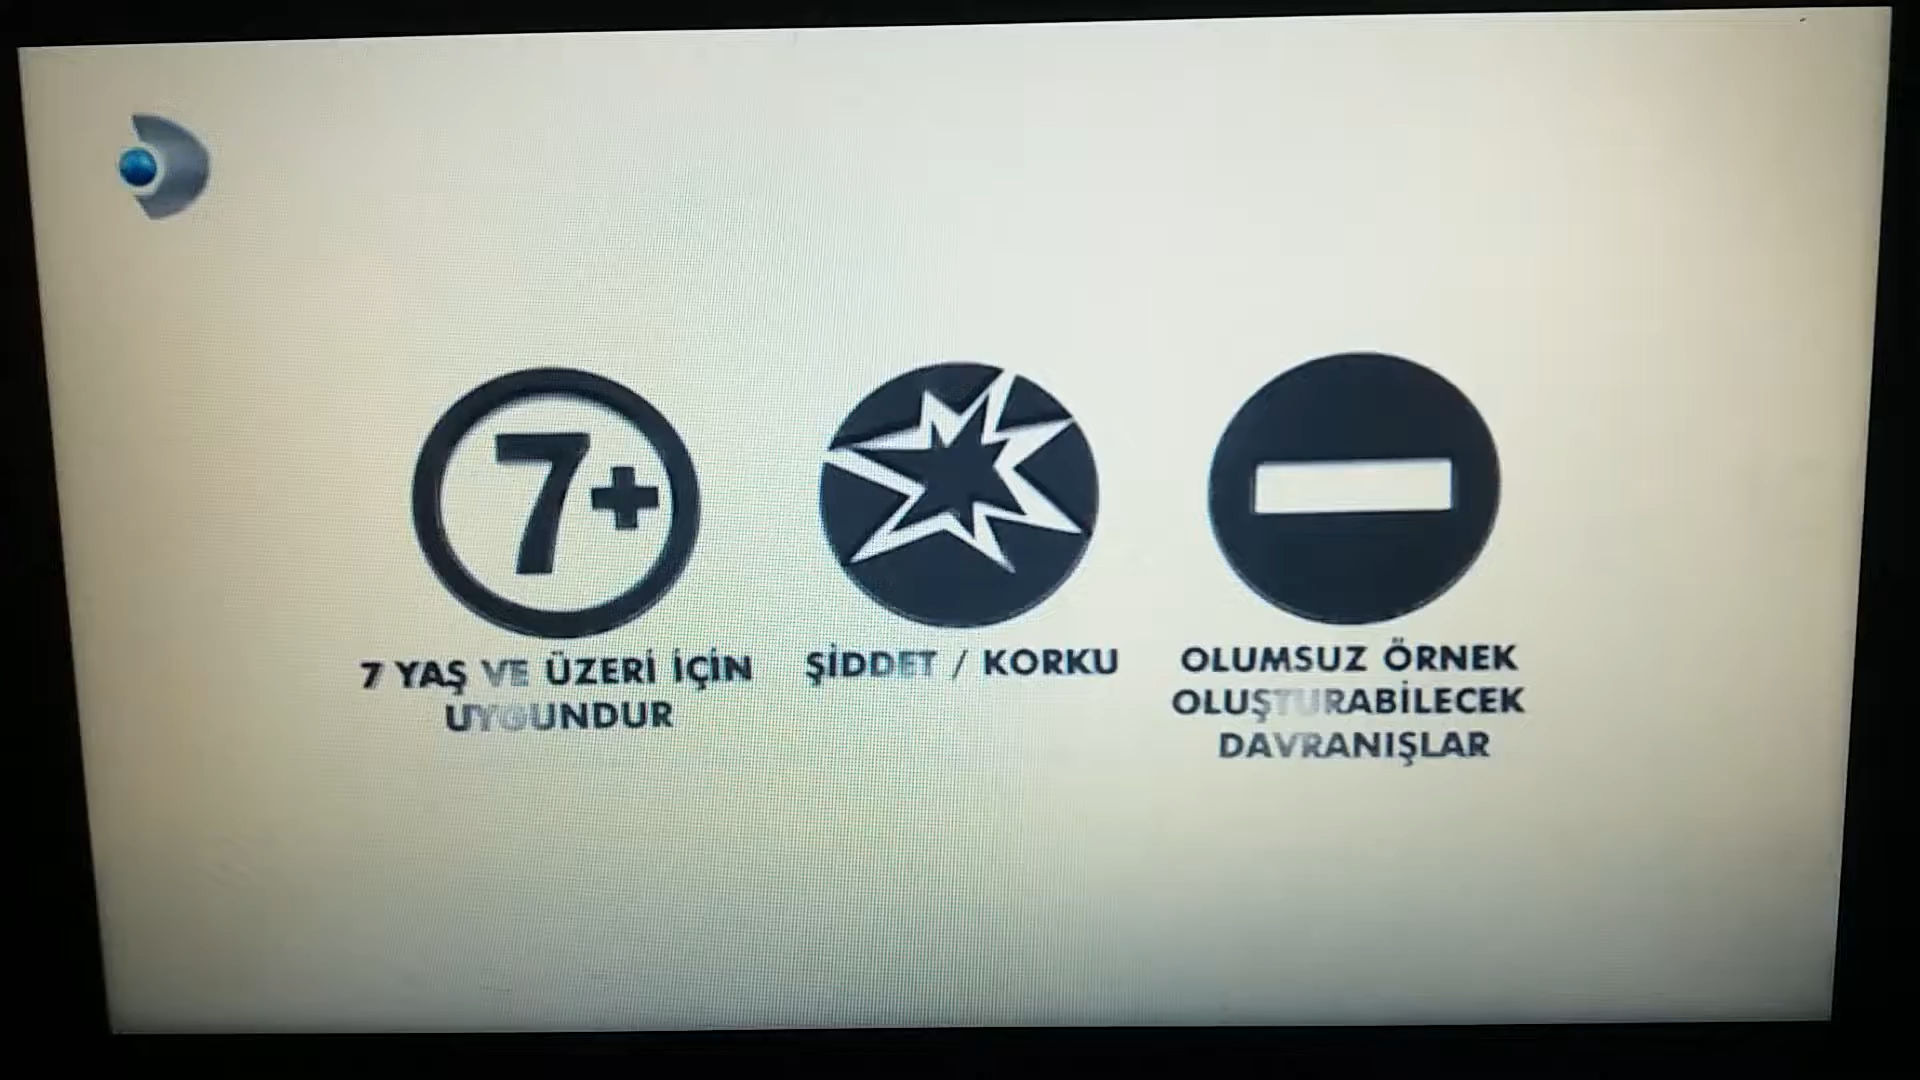 7+
7 YAŞ VE ÜZERİ İÇİN
UYGUNDUR
ŞİDDET / KORKU
OLUMSUZ ÖRNEK
OLUŞTURABİLECEK
DAVRANIŞLAR